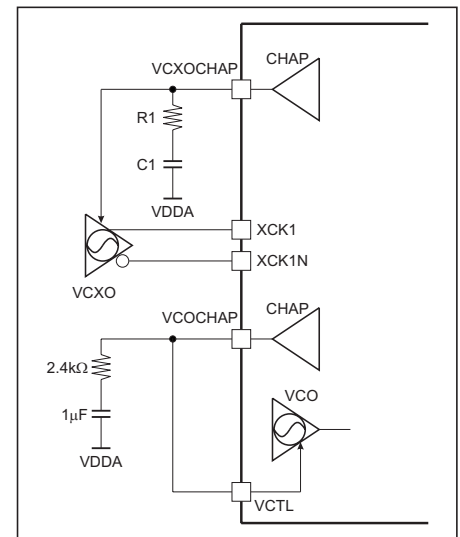 VCXOCHAP
CHAP
R1
C1
VDDA
XCK1
XCK1N
VCXO
VCOCHAP
CHAP
2.4kΩ
VCO
1μF
VDDA
VCTL